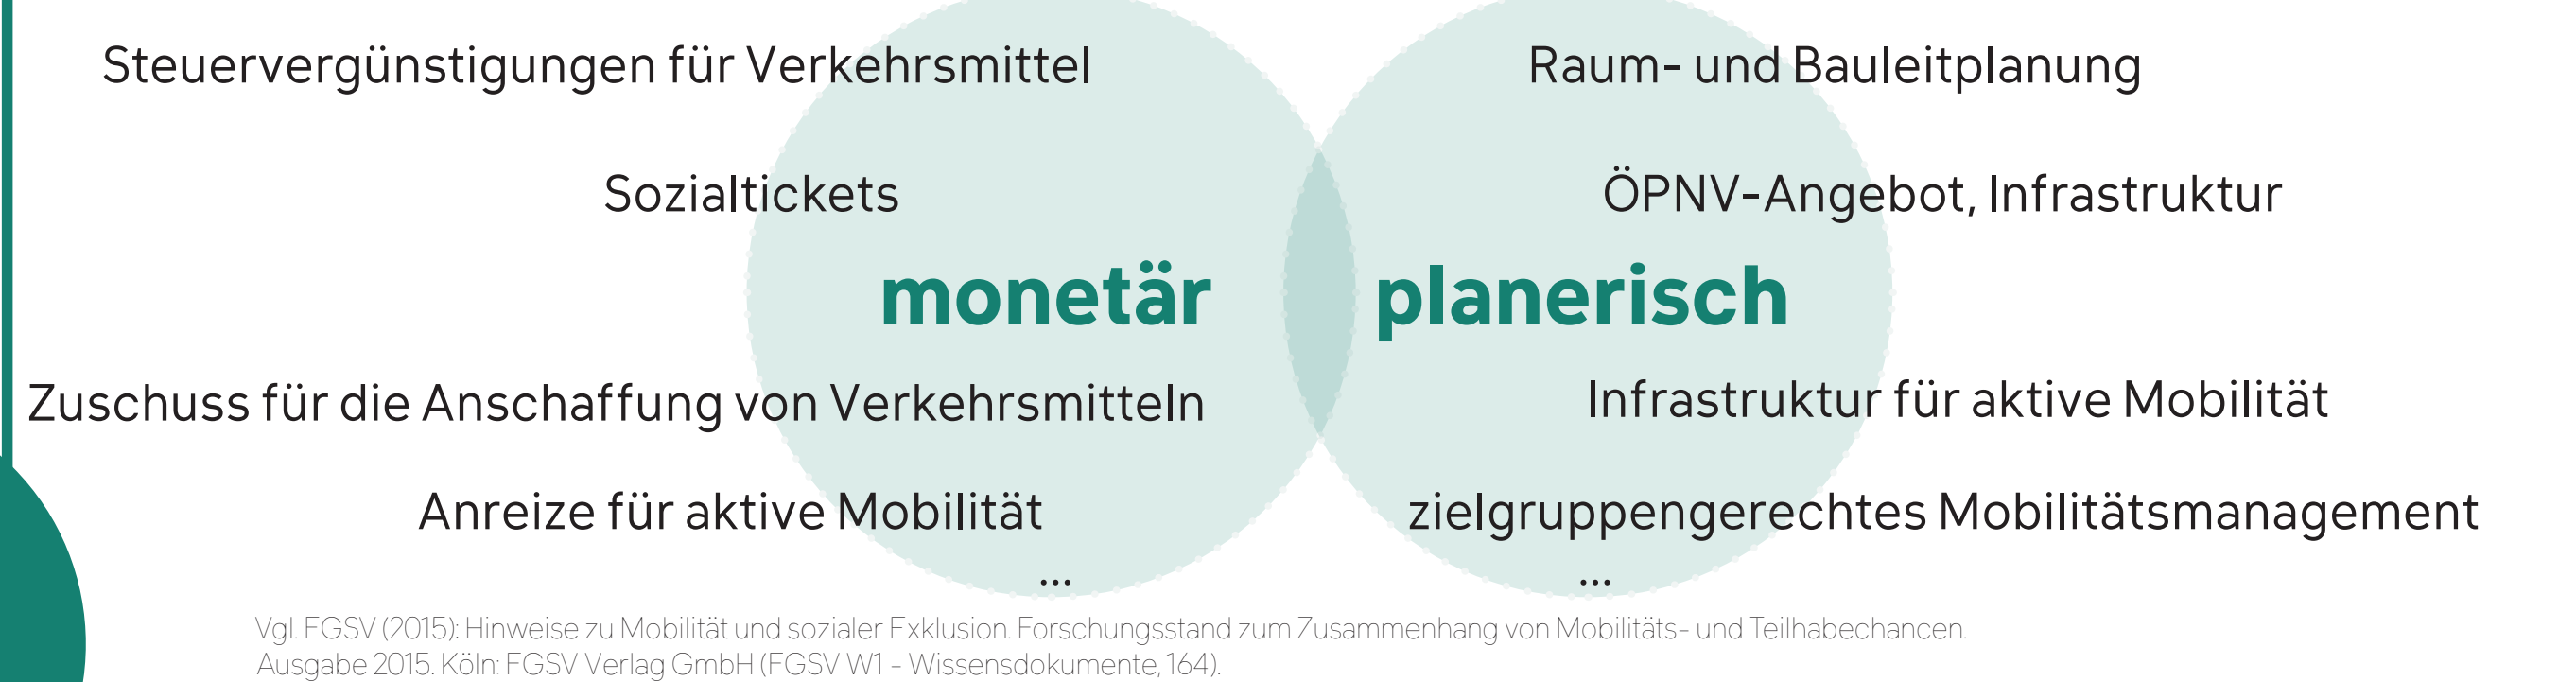 Steuervergünstigungen für Verkehrsmittel
Sozialtickets
monetär
Zuschuss für die Anschaffung von Verkehrsmitteln
Anreize für aktive Mobilität
...
Raum- und Bauleitplanung
ÖPNV-Angebot, Infrastruktur
planerisch
Infrastruktur für aktive Mobilität
zielgruppengerechtes Mobilitätsmanagement
...
Vgl. FGSV (2015): Hinweise zu Mobilität und sozialer Exklusion. Forschungsstand zum Zusammenhang von Mobilitäts- und Teilhabechancen.
Ausgabe 2015. Köln: FGSV Verlag GmbH (FGSV W1 - Wissensdokumente, 164).